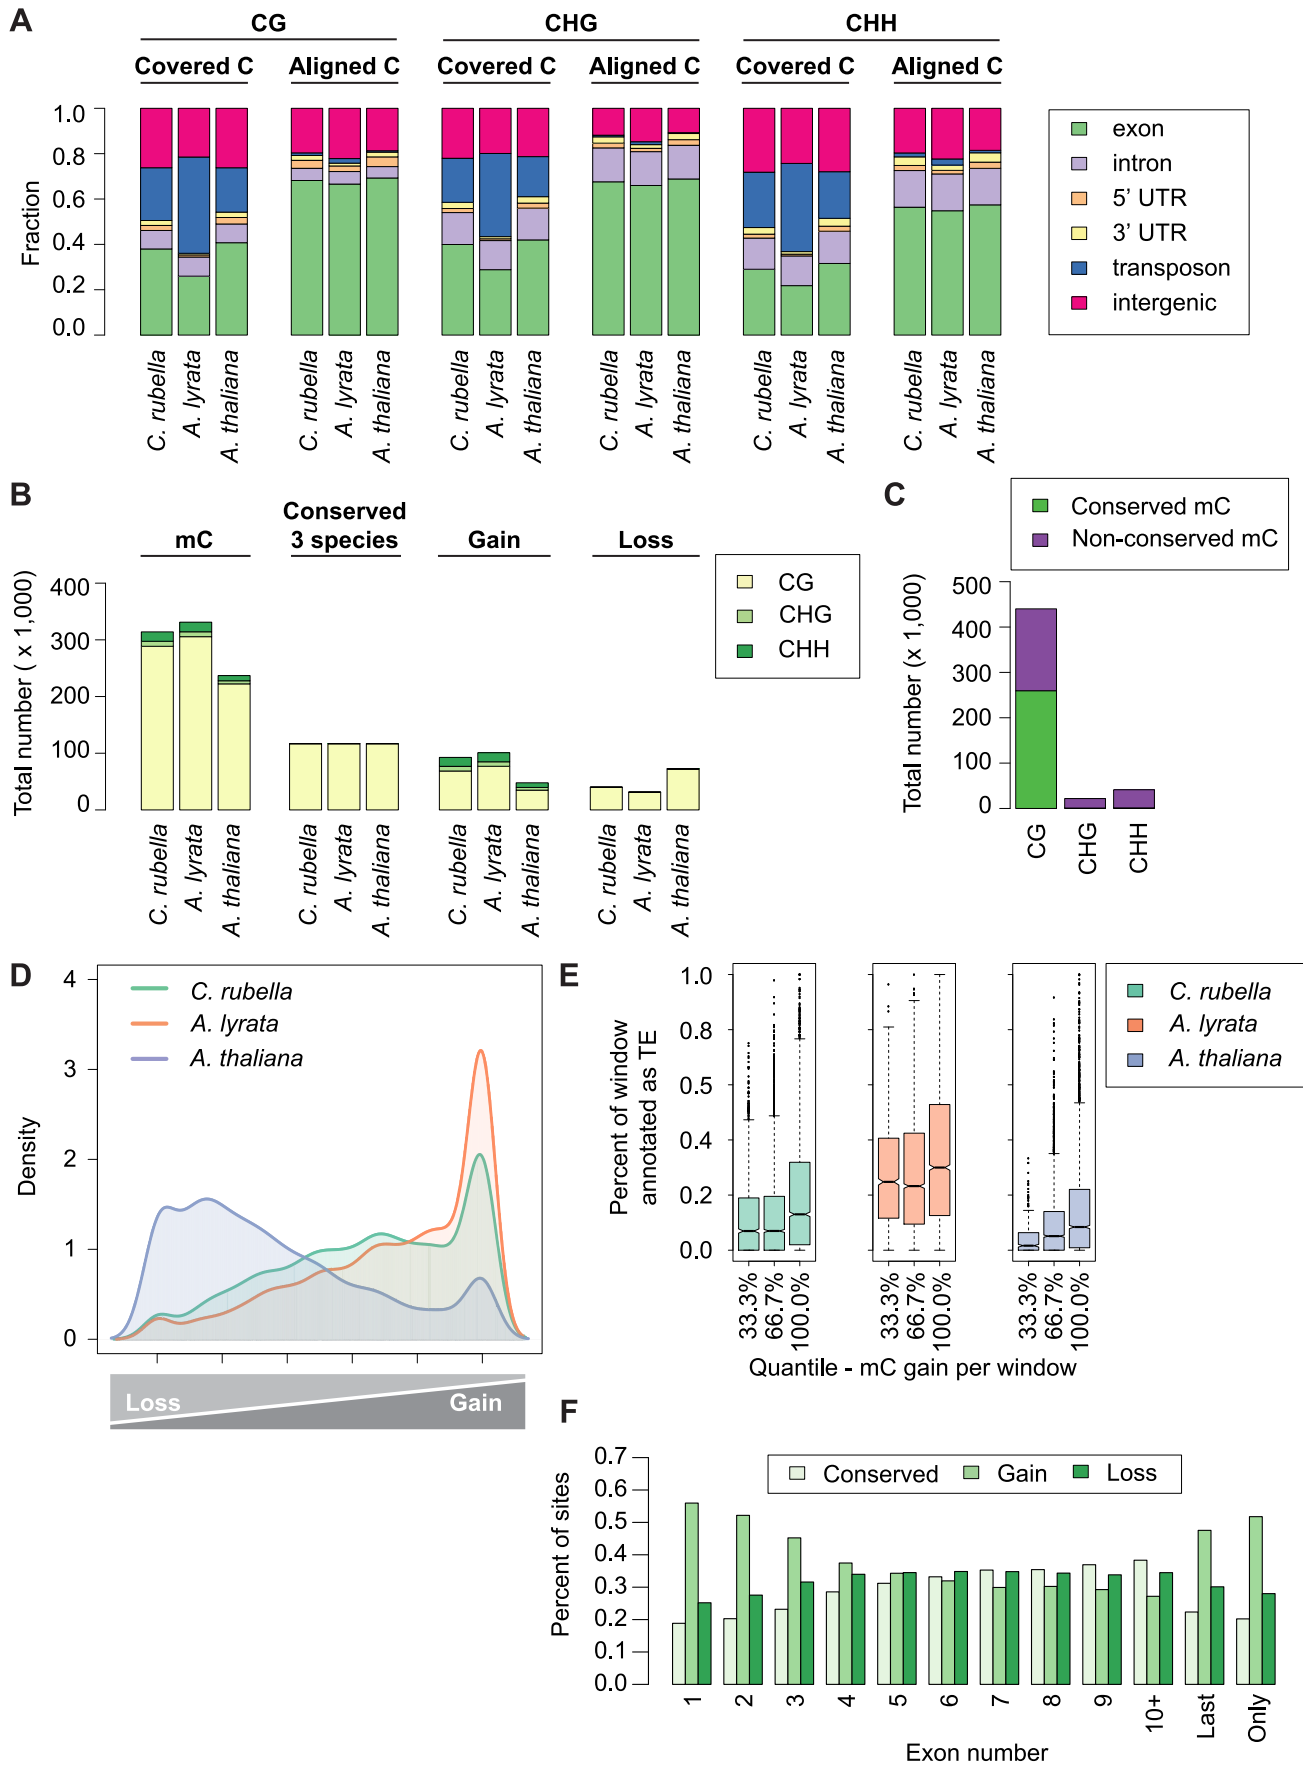 A
CG CHG CHH
Covered C Aligned C Covered C Aligned C Covered C Aligned C
Fraction
1.0
0.8
0.6
0.4
0.2
0.0
C. rubella A. lyrata A. thaliana C. rubella A. lyrata A. thaliana C. rubella A. lyrata A. thaliana C. rubella A. lyrata A. thaliana C. rubella A. lyrata A. thaliana C. rubella A. lyrata A. thaliana
exon
intron
5' UTR
3' UTR
transposon
intergenic
B
mC Conserved 3 species Gain Loss
Total number ( x 1,000)
400
300
200
100
0
C. rubella A. lyrata A. thaliana C. rubella A. lyrata A. thaliana C. rubella A. lyrata A. thaliana C. rubella A. lyrata A. thaliana
CG
CHG
CHH
C
Conserved mC
Non-conserved mC
Total number (x 1,000)
500
400
300
200
100
0
CG CHG CHH
D
C. rubella
A. lyrata
A. thaliana
Density
4
3
2
1
0
Loss Gain
E
Percent of window
annotated as TE
1.0
0.8
0.5
0.4
0.2
0.0
33.3% 66.7% 100.0% 33.3% 66.7% 100.0% 33.3% 66.7% 100.0%
Quantile - mC gain per window
C. rubella
A. lyrata
A. thaliana
F
Percent of sites
0.7
0.6
0.5
0.4
0.3
0.2
0.1
0.0
Conserved Gain Loss
1 2 3 4 5 6 7 8 9 10+ Last Only
Exon number